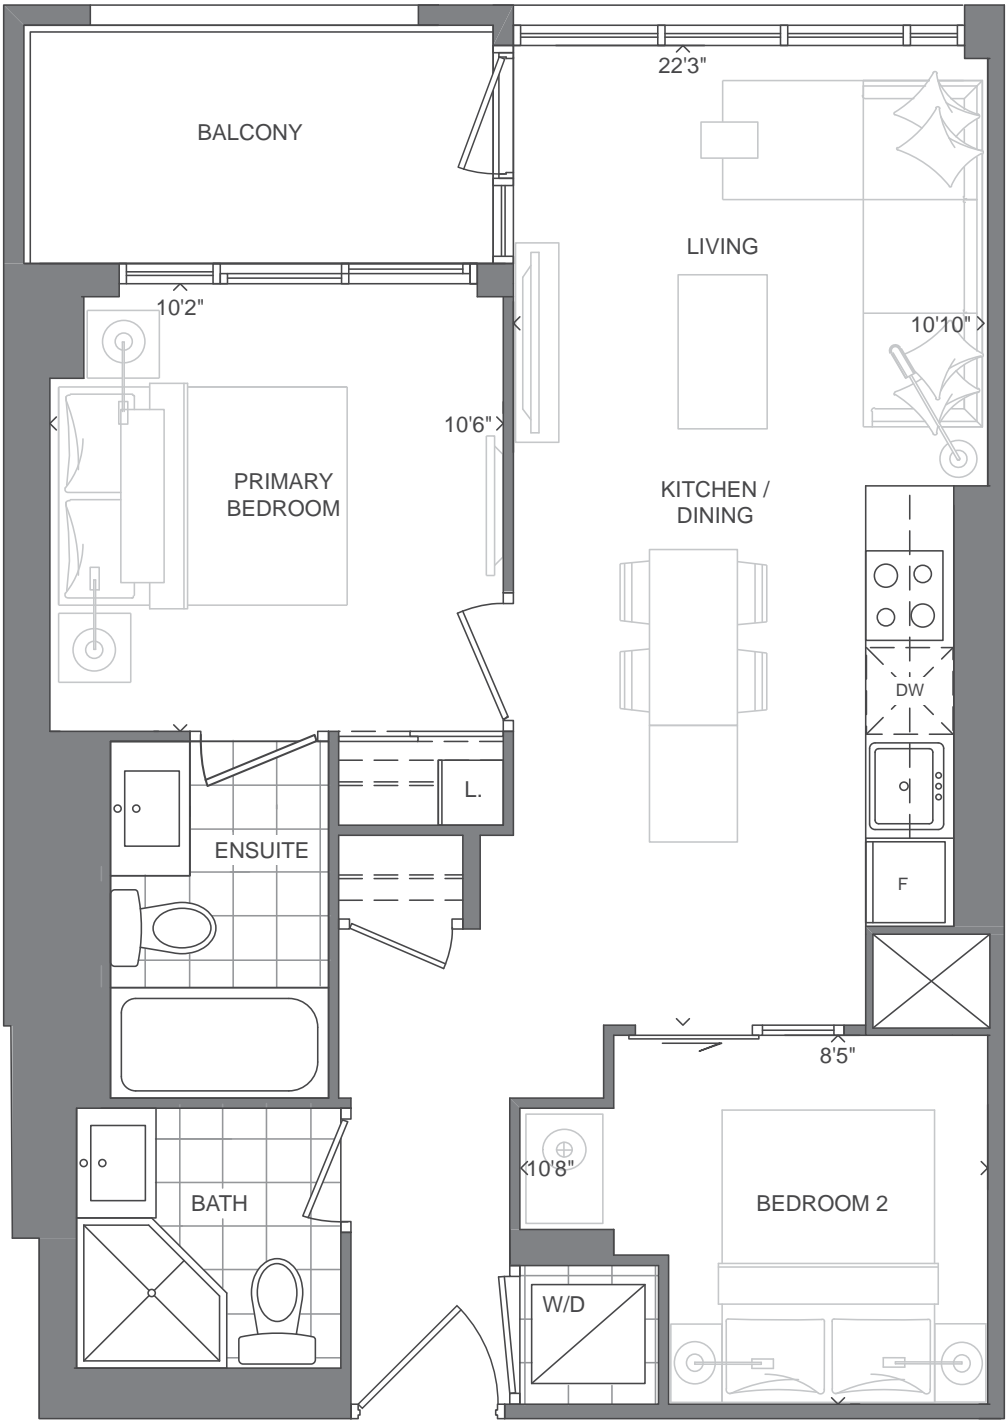 22'3"
BALCONY
LIVING
10'2"
10'10"
10'6"
PRIMARY
BEDROOM
KITCHEN /
DINING
DW
L.
ENSUITE
F
8'5"
10'8"
BATH
BEDROOM 2
W/D